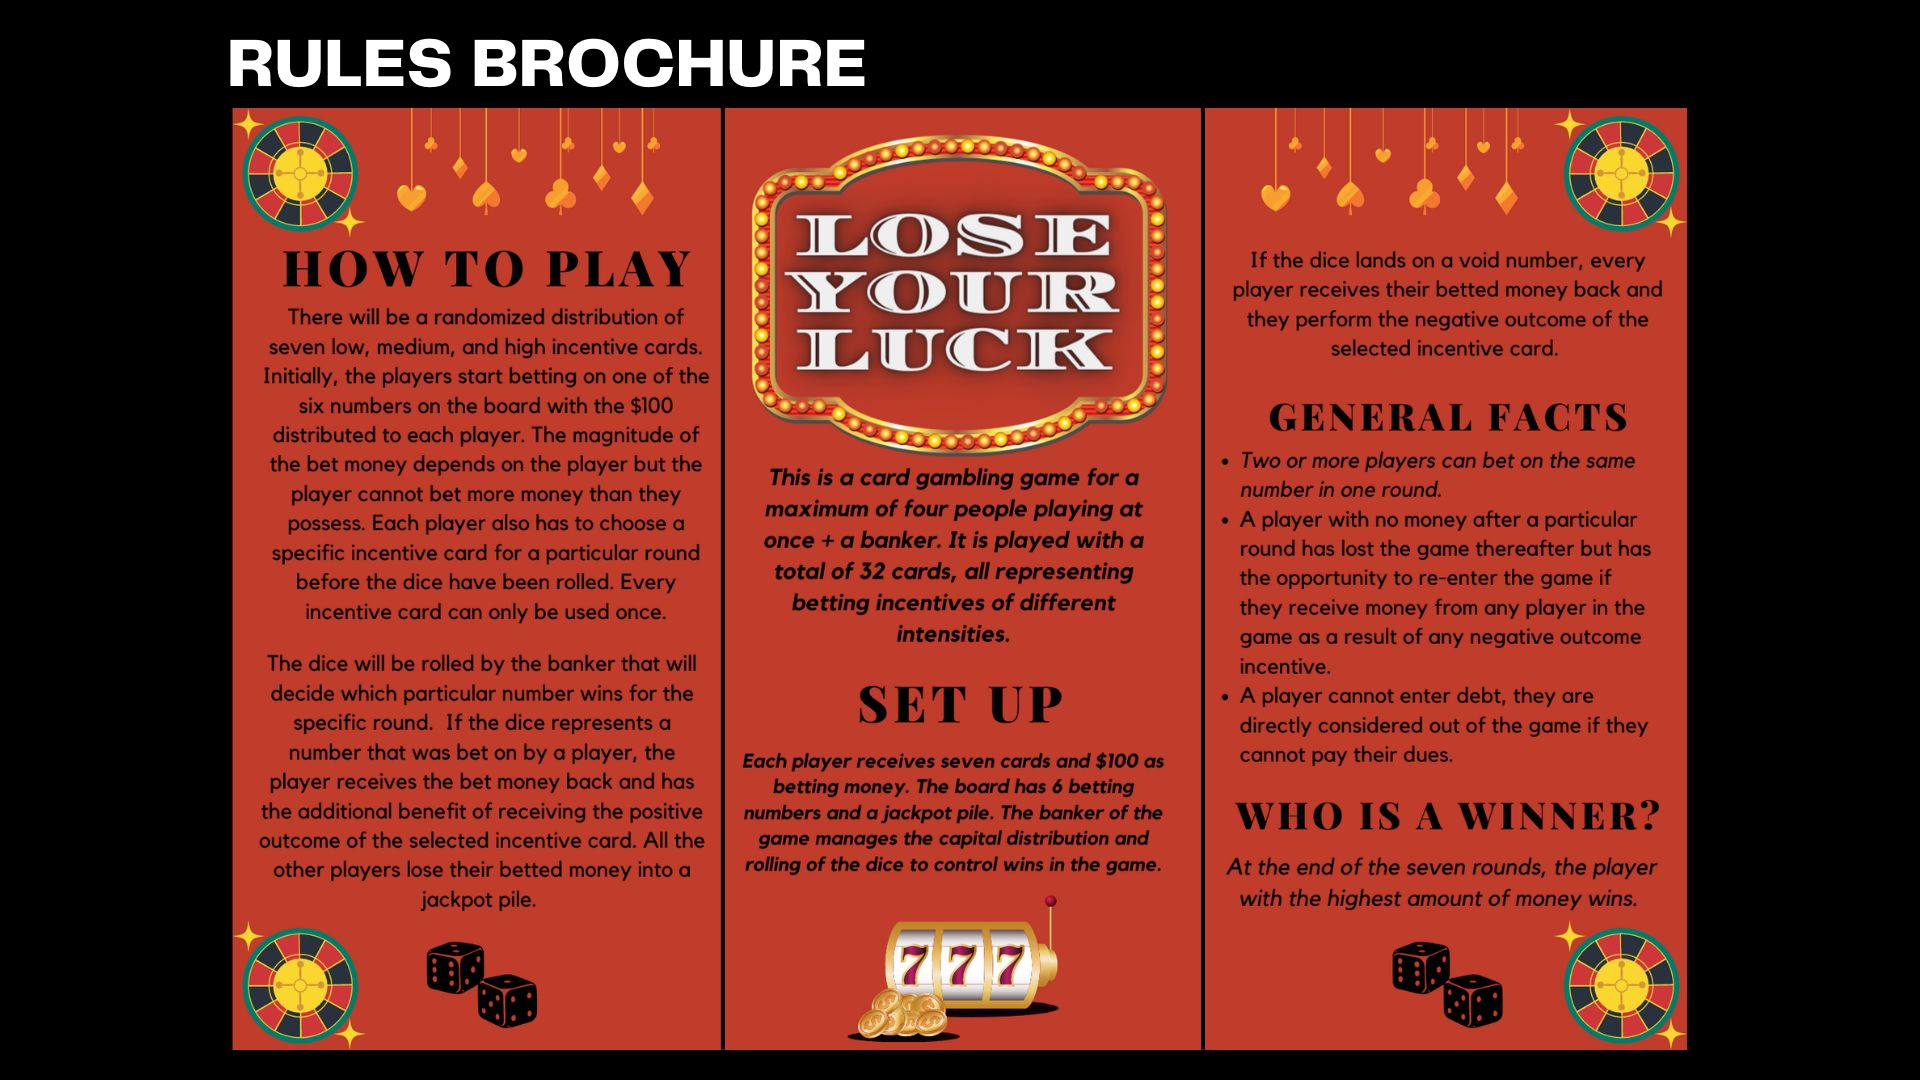 RULES BROCHURE
HOW TO PLAY
There will be a randomized distribution of
seven low, medium, and high incentive cards.
Initially, the players start betting on one of the
six numbers on the board with the $100
distributed to each player. The magnitude of
the bet money depends on the player but the
player cannot bet more money than they
possess. Each player also has to choose a
specific incentive card for a particular round
before the dice have been rolled. Every
incentive card can only be used once.
The dice will be rolled by the banker that will
decide which particular number wins for the
specific round. If the dice represents a
number that was bet on by a player, the
player receives the bet money back and has
the additional benefit of receiving the positive
outcome of the selected incentive card. All the
other players lose their betted money into a
jackpot pile.
LOSE
YOUR
LUCK
This is a card gambling game for a
maximum of four people playing at
once + a banker. It is played with a
total of 32 cards, all representing
betting incentives of different
intensities.
SET UP
Each player receives seven cards and $100 as
betting money. The board has 6 betting
numbers and a jackpot pile. The banker of the
game manages the capital distribution and
rolling of the dice to control wins in the game.
777
If the dice lands on a void number, every
player receives their betted money back and
they perform the negative outcome of the
selected incentive card.
GENERAL FACTS
• Two or more players can bet on the same
number in one round.
• A player with no money after a particular
round has lost the game thereafter but has
the opportunity to re-enter the game if
they receive money from any player in the
game as a result of any negative outcome
incentive.
• A player cannot enter debt, they are
directly considered out of the game if they
cannot pay their dues.
WHO IS A WINNER?
At the end of the seven rounds, the player
with the highest amount of money wins.